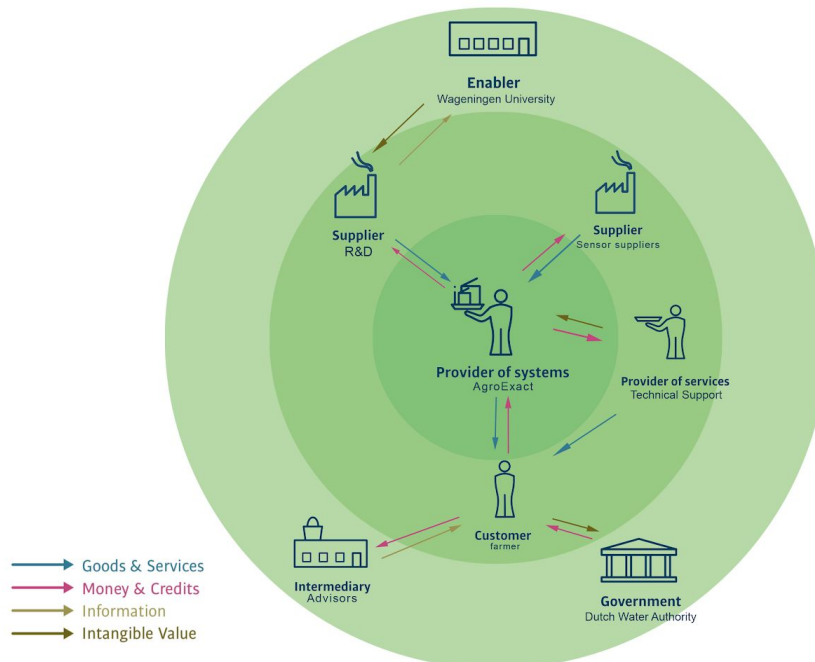 Enabler
Wageningen University
Supplier
R&D
Supplier
Sensor suppliers
Provider of systems
AgroExact
Provider of services
Technical Support
Customer
farmer
Intermediary
Advisors
Government
Dutch Water Authority
Goods & Services
Money & Credits
Information
Intangible Value